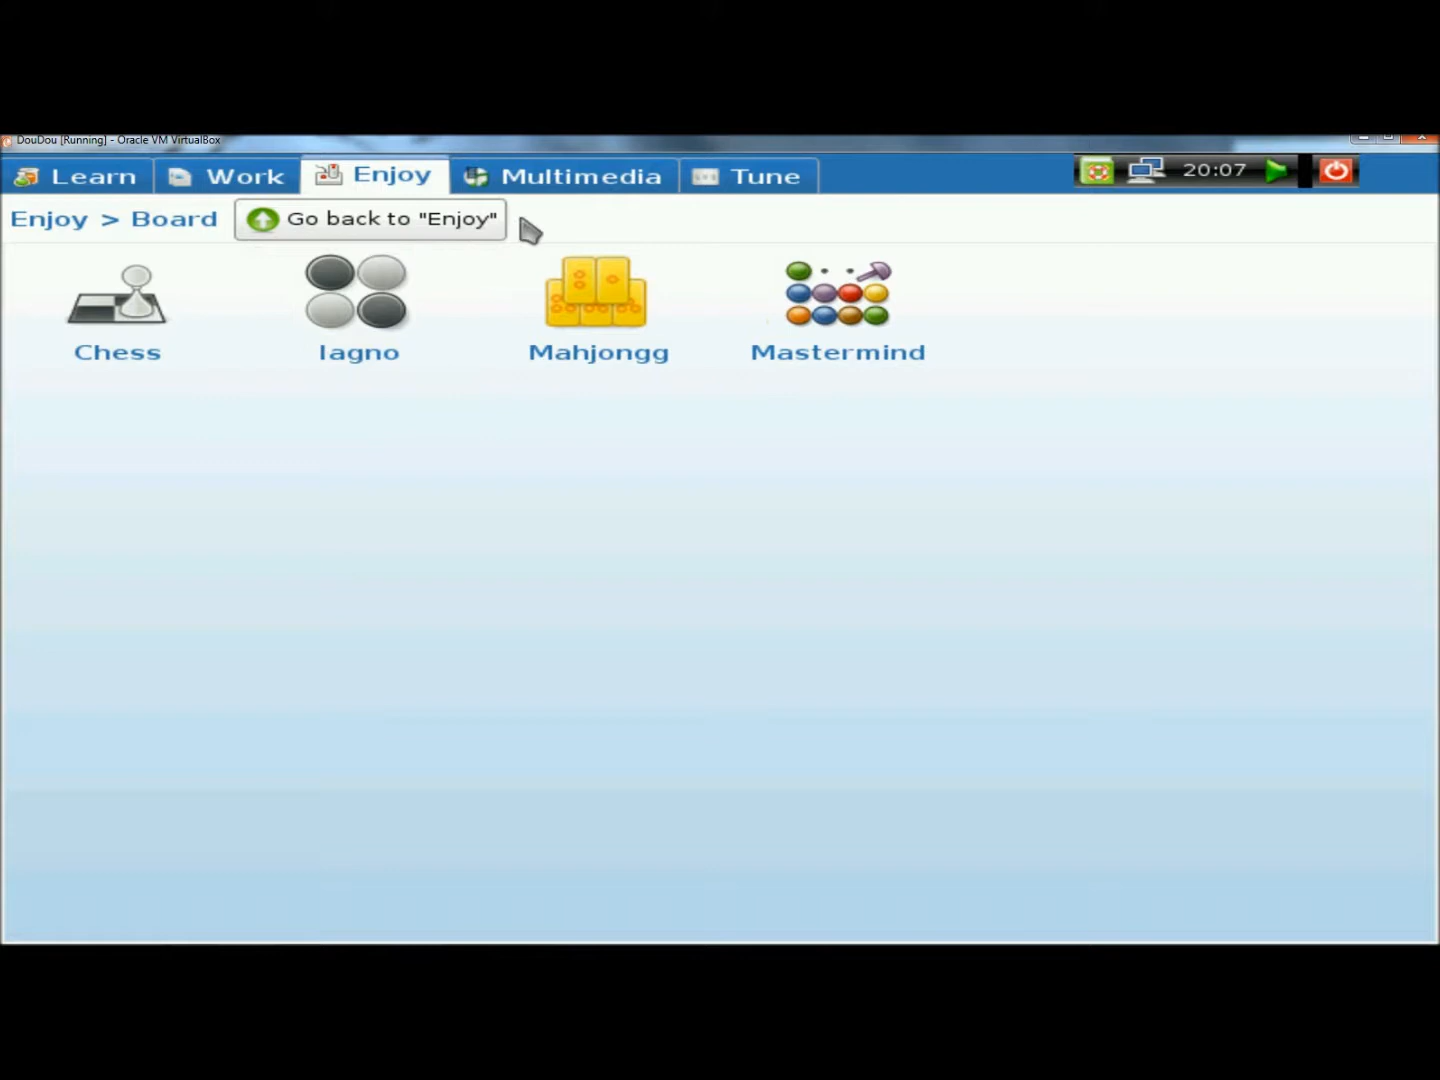 DouDou [Running] - Oracle VM VirtualBox
Learn Work Enjoy Multimedia Tune 20:07
Enjoy > Board Go back to "Enjoy"
Chess Iagno Mahjongg Mastermind